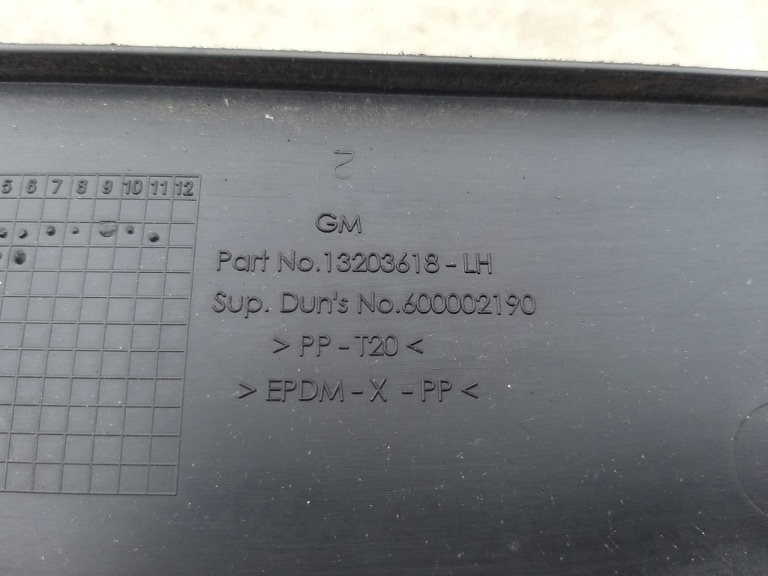 2
5 6 7 8 9 10 11 12
GM
Part No.13203618-LH
Sup. Dun's No.600002190
> PP-T20 <
> EPDM-X -PP <